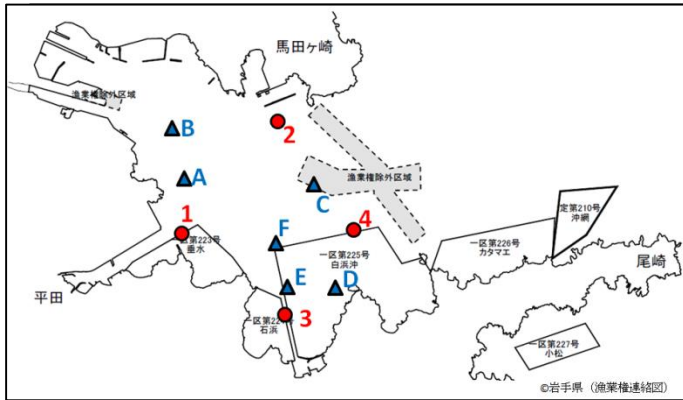 馬田ヶ崎
漁業権除外区域
B
2
A
漁業権除外区域
C
定第210号
沖網
1
4
区第223号
垂水
F
一区第226号
カタマエ
一区第225号
白浜沖
尾崎
平田
E
D
3
一区第22
石浜
一区第227号
小松
©岩手県(漁業権連絡図)